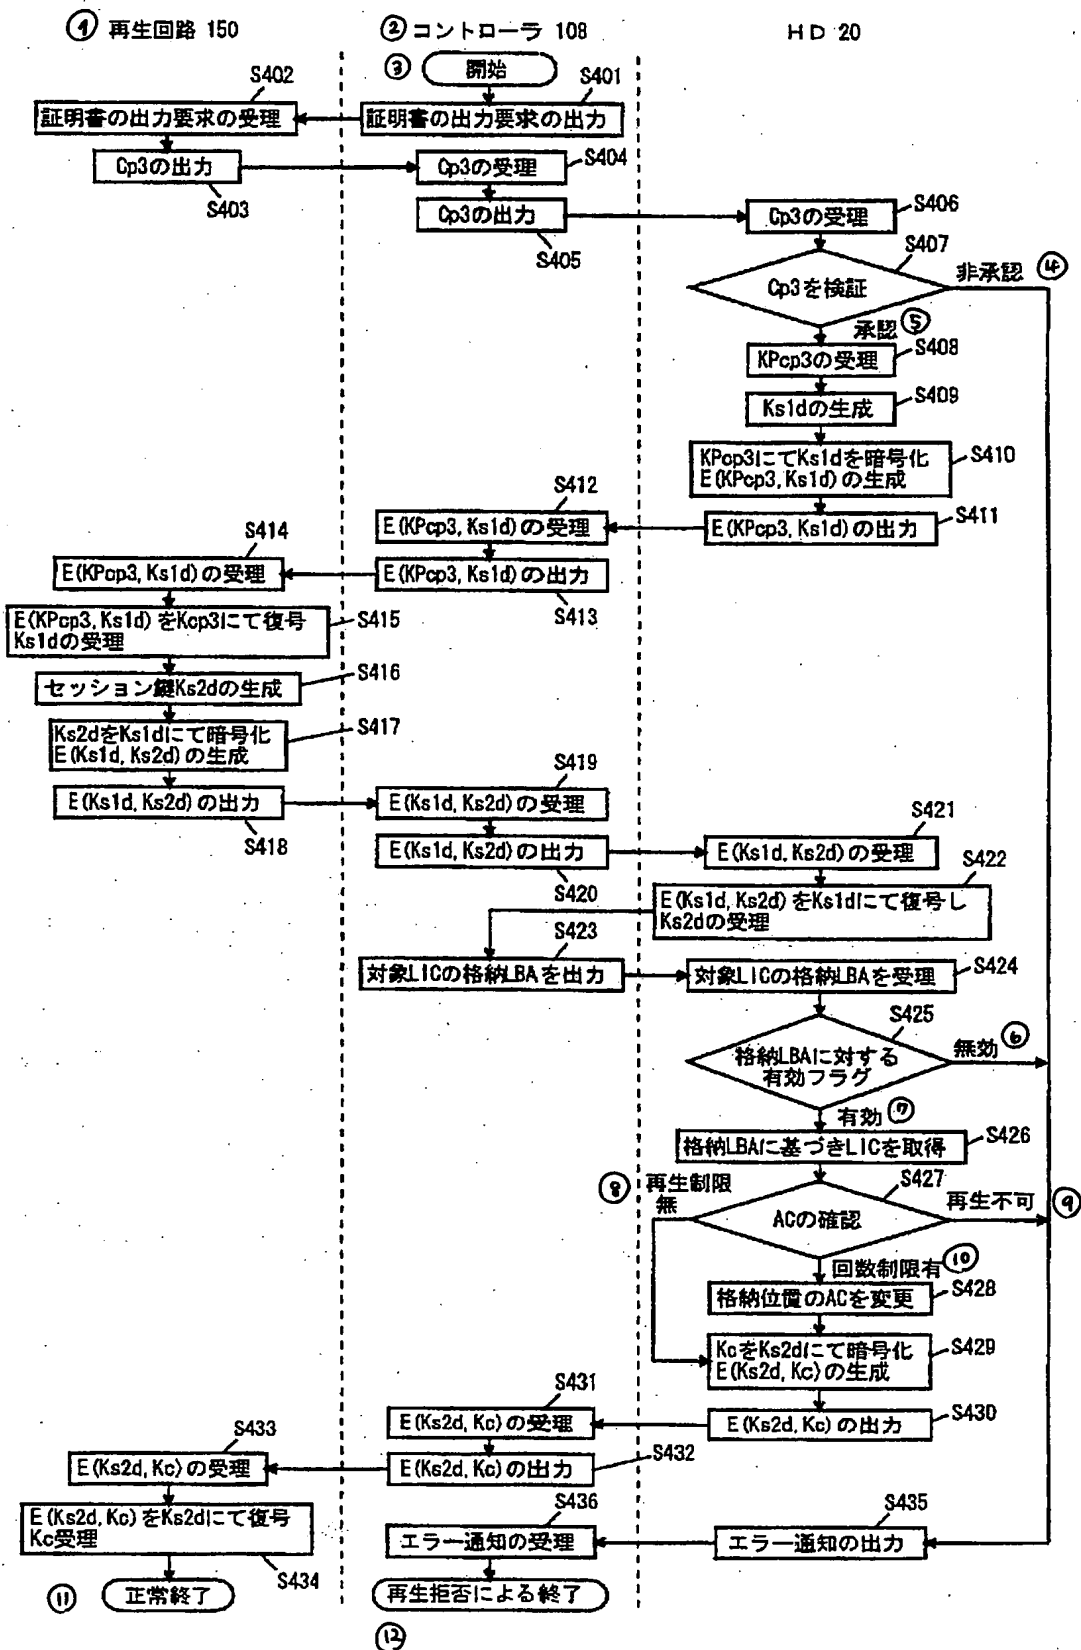 ① 再生回路 150
② コントローラ 108
HD 20
③ 開始
S402
S401
証明書の出力要求の受理
証明書の出力要求の出力
Cp3の出力
S403
Cp3の受理
S404
Cp3の出力
S405
Cp3の受理
S406
S407
Cp3を検証
非承認 ④
承認 ⑤
KPcp3の受理
S408
Ks1dの生成
S409
KPcp3にてKs1dを暗号化
E(KPcp3, Ks1d)の生成
S410
S412
E(KPcp3, Ks1d)の受理
E(KPcp3, Ks1d)の出力
S411
S414
E(KPcp3, Ks1d)の受理
E(KPcp3, Ks1d)の出力
S413
E(KPcp3, Ks1d)をKcp3にて復号
Ks1dの受理
S415
セッション鍵Ks2dの生成
S416
Ks2dをKs1dにて暗号化
E(Ks1d, Ks2d)の生成
S417
S419
E(Ks1d, Ks2d)の出力
S418
E(Ks1d, Ks2d)の受理
E(Ks1d, Ks2d)の出力
S420
S421
E(Ks1d, Ks2d)の受理
S422
E(Ks1d, Ks2d)をKs1dにて復号し
Ks2dの受理
S423
対象LICの格納LBAを出力
対象LICの格納LBAを受理
S424
S425
格納LBAに対する
有効フラグ
無効 ⑥
有効 ⑦
格納LBAに基づきLICを取得
S426
S427
⑧ 再生制限
無
ACの確認
再生不可 ⑨
回数制限有 ⑩
格納位置のACを変更
S428
KcをKs2dにて暗号化
E(Ks2d, Kc)の生成
S429
S431
E(Ks2d, Kc)の受理
E(Ks2d, Kc)の出力
S430
S433
E(Ks2d, Kc)の受理
E(Ks2d, Kc)の出力
S432
E(Ks2d, Kc)をKs2dにて復号
Kc受理
S434
S436
エラー通知の受理
S435
エラー通知の出力
⑪ 正常終了
再生拒否による終了
⑫